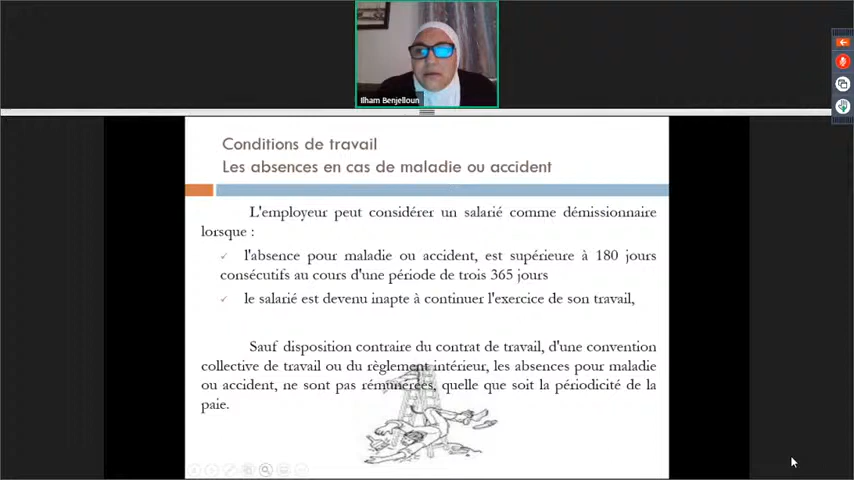 Ilham Benjelloun
Conditions de travail
Les absences en cas de maladie ou accident
L'employeur peut considérer un salarié comme démissionnaire
lorsque :
✓ l'absence pour maladie ou accident, est supérieure à 180 jours
consécutifs au cours d'une période de trois 365 jours
✓ le salarié est devenu inapte à continuer l'exercice de son travail,
Sauf disposition contraire du contrat de travail, d'une convention
collective de travail ou du règlement intérieur, les absences pour maladie
ou accident, ne sont pas rémunérées, quelle que soit la périodicité de la
paie.